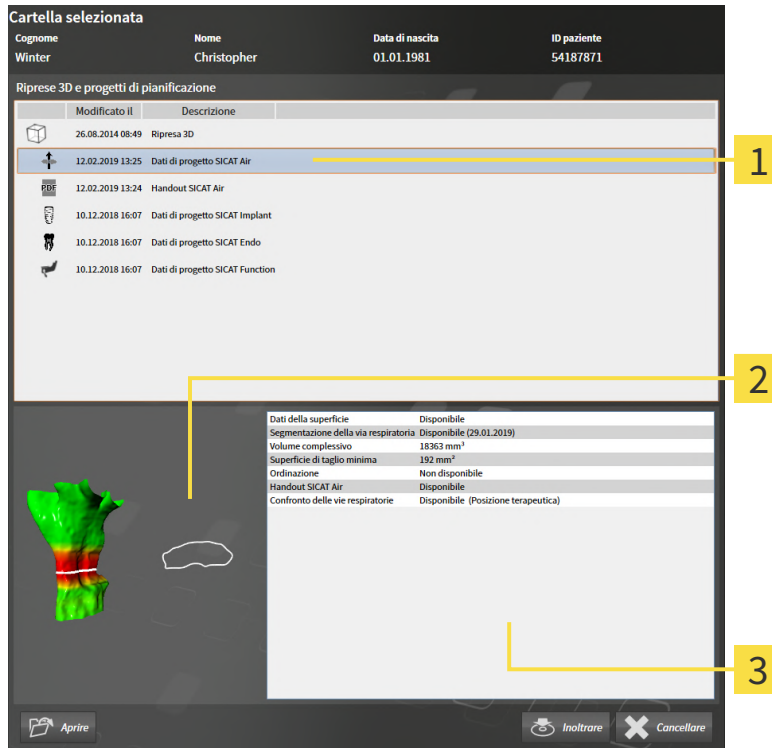 Cartella selezionata
Cognome Nome Data di nascita ID paziente
Winter Christopher 01.01.1981 54187871
Riprese 3D e progetti di pianificazione
Modificato il Descrizione
26.08.2014 08:49 Ripresa 3D
1
12.02.2019 13:25 Dati di progetto SICAT Air
PDF 12.02.2019 13:24 Handout SICAT Air
10.12.2018 16:07 Dati di progetto SICAT Implant
10.12.2018 16:07 Dati di progetto SICAT Endo
10.12.2018 16:07 Dati di progetto SICAT Function
2
Dati della superficie Disponibile
Segmentazione della via respiratoria Disponibile (29.01.2019)
Volume complessivo 18363 mm³
Superficie di taglio minima 192 mm²
Ordinazione Non disponibile
Handout SICAT Air Disponibile
Confronto delle vie respiratorie Disponibile (Posizione terapeutica)
3
Aprire Inoltrare Cancellare